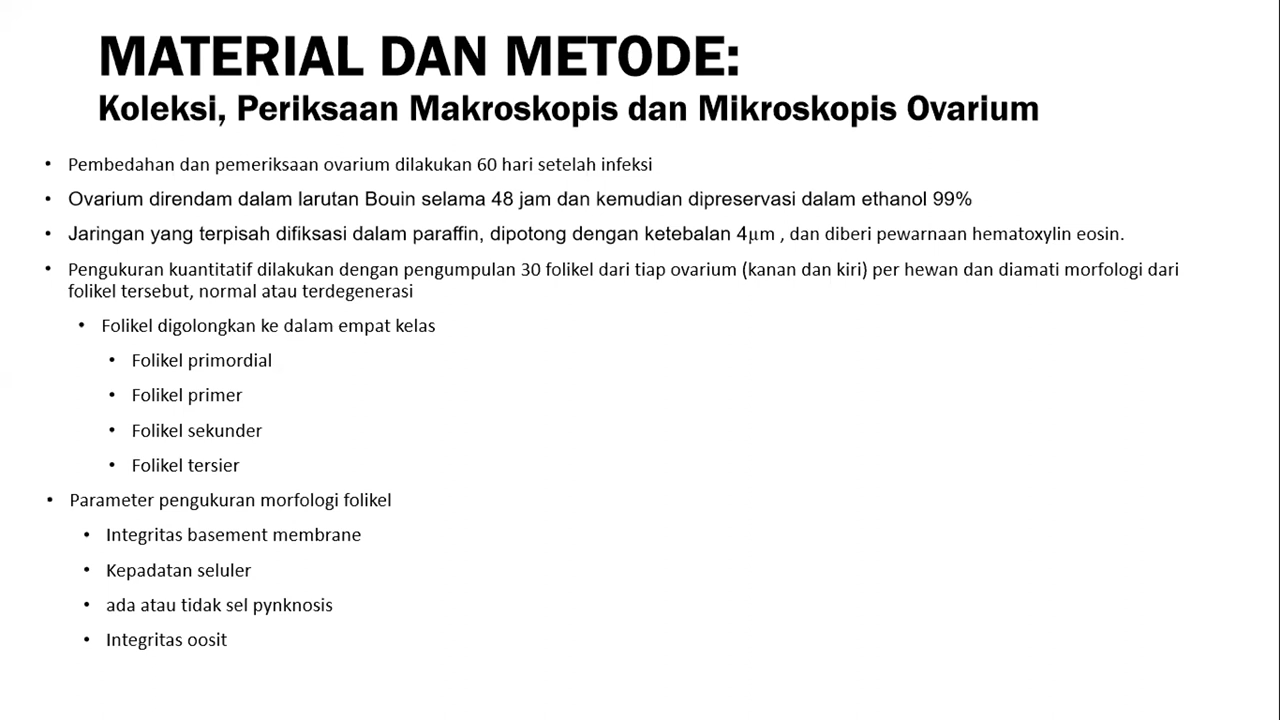 MATERIAL DAN METODE:
Koleksi, Periksaan Makroskopis dan Mikroskopis Ovarium
• Pembedahan dan pemeriksaan ovarium dilakukan 60 hari setelah infeksi
• Ovarium direndam dalam larutan Bouin selama 48 jam dan kemudian dipreservasi dalam ethanol 99%
• Jaringan yang terpisah difiksasi dalam paraffin, dipotong dengan ketebalan 4μm , dan diberi pewarnaan hematoxylin eosin.
• Pengukuran kuantitatif dilakukan dengan pengumpulan 30 folikel dari tiap ovarium (kanan dan kiri) per hewan dan diamati morfologi dari
folikel tersebut, normal atau terdegenerasi
• Folikel digolongkan ke dalam empat kelas
• Folikel primordial
• Folikel primer
• Folikel sekunder
• Folikel tersier
• Parameter pengukuran morfologi folikel
• Integritas basement membrane
• Kepadatan seluler
• ada atau tidak sel pynknosis
• Integritas oosit